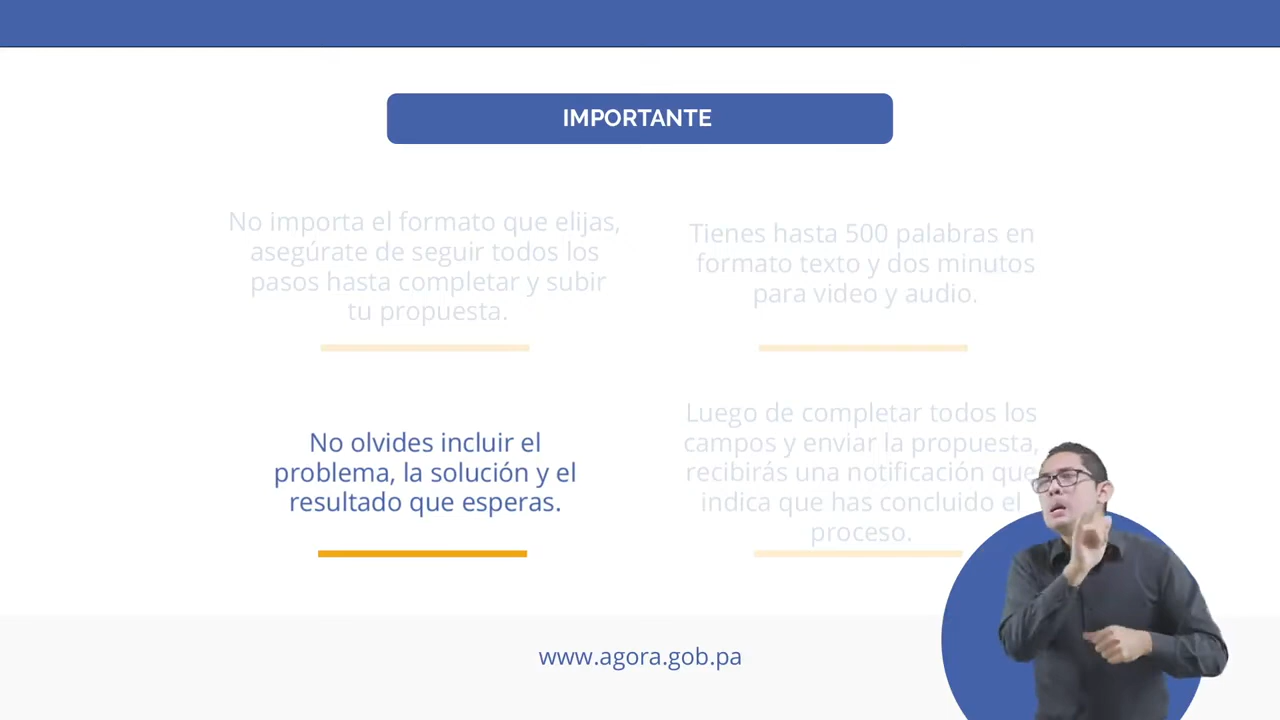 IMPORTANTE
No importa el formato que elijas,
asegúrate de seguir todos los
pasos hasta completar y subir
tu propuesta.
Tienes hasta 500 palabras en
formato texto y dos minutos
para video y audio.
No olvides incluir el
problema, la solución y el
resultado que esperas.
Luego de completar todos los
campos y enviar la propuesta,
recibirás una notificación que
indica que has concluido el
proceso.
www.agora.gob.pa